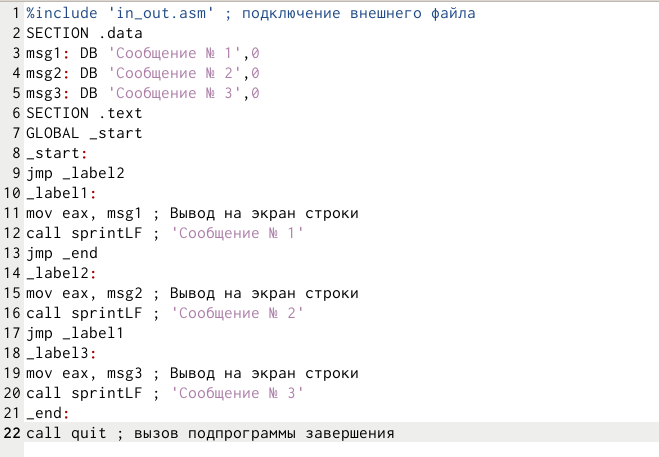 1 %include 'in_out.asm' ; подключение внешнего файла
2 SECTION .data
3 msg1: DB 'Сообщение № 1',0
4 msg2: DB 'Сообщение № 2',0
5 msg3: DB 'Сообщение № 3',0
6 SECTION .text
7 GLOBAL _start
8 _start:
9 jmp _label2
10 _label1:
11 mov eax, msg1 ; Вывод на экран строки
12 call sprintLF ; 'Сообщение № 1'
13 jmp _end
14 _label2:
15 mov eax, msg2 ; Вывод на экран строки
16 call sprintLF ; 'Сообщение № 2'
17 jmp _label1
18 _label3:
19 mov eax, msg3 ; Вывод на экран строки
20 call sprintLF ; 'Сообщение № 3'
21 _end:
22 call quit ; вызов подпрограммы завершения